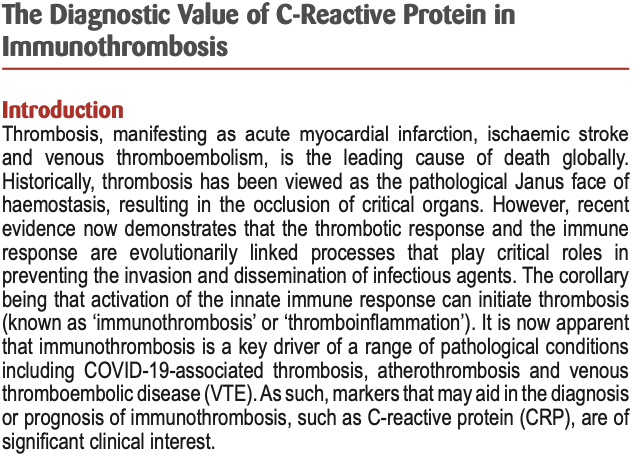 The Diagnostic Value of C-Reactive Protein in
Immunothrombosis
Introduction
Thrombosis, manifesting as acute myocardial infarction, ischaemic stroke
and venous thromboembolism, is the leading cause of death globally.
Historically, thrombosis has been viewed as the pathological Janus face of
haemostasis, resulting in the occlusion of critical organs. However, recent
evidence now demonstrates that the thrombotic response and the immune
response are evolutionarily linked processes that play critical roles in
preventing the invasion and dissemination of infectious agents. The corollary
being that activation of the innate immune response can initiate thrombosis
(known as ‘immunothrombosis’ or ‘thromboinflammation’). It is now apparent
that immunothrombosis is a key driver of a range of pathological conditions
including COVID-19-associated thrombosis, atherothrombosis and venous
thromboembolic disease (VTE). As such, markers that may aid in the diagnosis
or prognosis of immunothrombosis, such as C-reactive protein (CRP), are of
significant clinical interest.